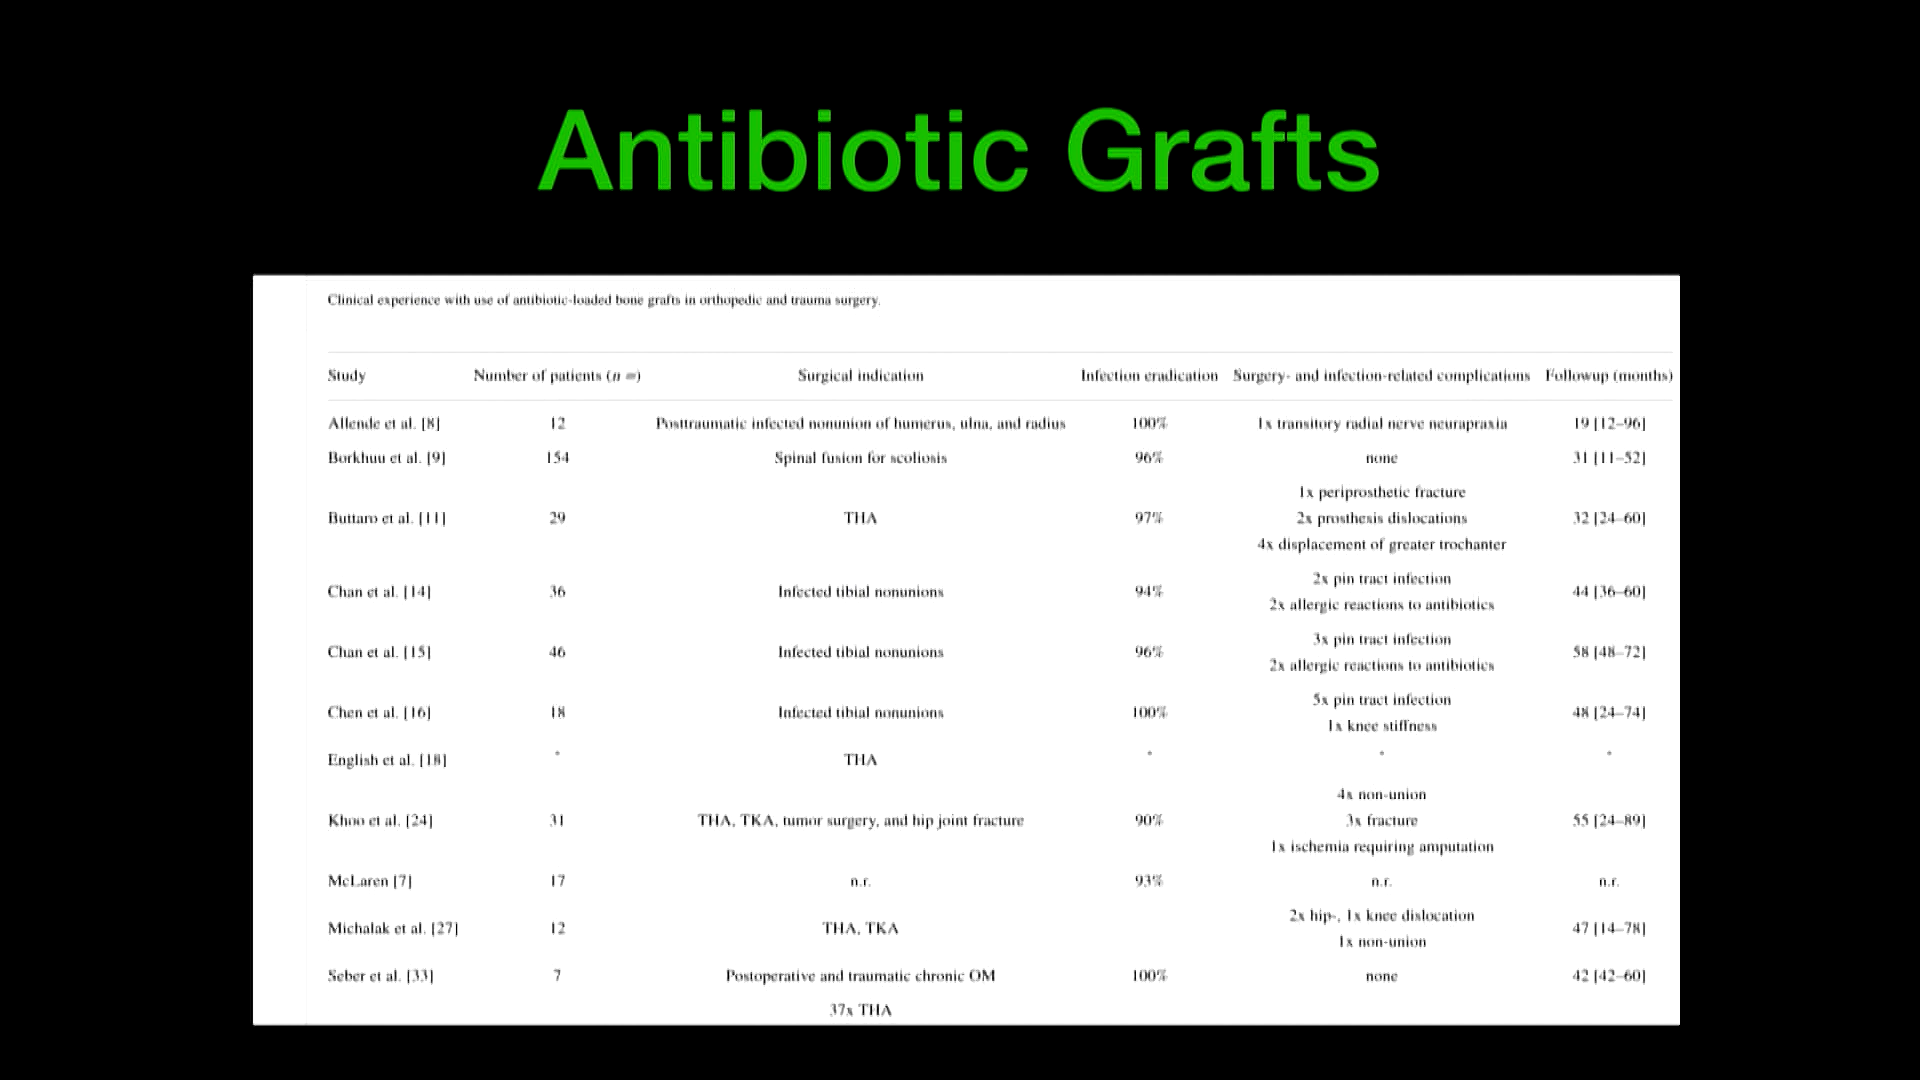 Antibiotic Grafts
Clinical experience with use of antibiotic-loaded bone grafts in orthopedic and trauma surgery.
Study Number of patients (n =) Surgical indication Infection eradication Surgery- and infection-related complications Followup (months)
Allende et al. [8] 12 Posttraumatic infected nonunion of humerus, ulna, and radius 100% 1x transitory radial nerve neurapraxia 19 [12–96]
Borkhuu et al. [9] 154 Spinal fusion for scoliosis 96% none 31 [11–52]
1x periprosthetic fracture
Buttaro et al. [11] 29 THA 97% 2x prosthesis dislocations 32 [24–60]
4x displacement of greater trochanter
2x pin tract infection
Chan et al. [14] 36 Infected tibial nonunions 94% 44 [36–60]
2x allergic reactions to antibiotics
3x pin tract infection
Chan et al. [15] 46 Infected tibial nonunions 96% 58 [48–72]
2x allergic reactions to antibiotics
5x pin tract infection
Chen et al. [16] 18 Infected tibial nonunions 100% 48 [24–74]
1x knee stiffness
English et al. [18] * THA * * *
4x non-union
Khoo et al. [24] 31 THA, TKA, tumor surgery, and hip joint fracture 90% 3x fracture 55 [24–89]
1x ischemia requiring amputation
McLaren [7] 17 n.r. 93% n.r. n.r.
2x hip-, 1x knee dislocation
Michalak et al. [27] 12 THA, TKA 47 [14–78]
1x non-union
Seber et al. [33] 7 Postoperative and traumatic chronic OM 100% none 42 [42–60]
37x THA